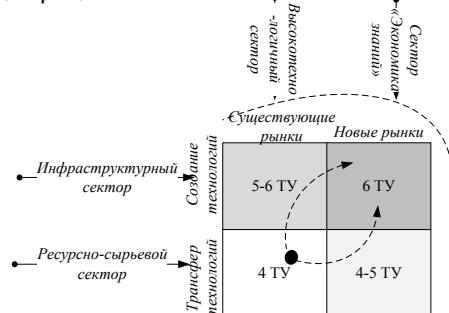 Высокотехно
-логичный
сектор
Сектор
«Экономика
знаний»
Существующие
рынки
Новые рынки
Инфраструктурный
сектор
Создание
технологий
5-6 ТУ
6 ТУ
Ресурсно-сырьевой
сектор
Трансфер
технологий
4 ТУ
4-5 ТУ